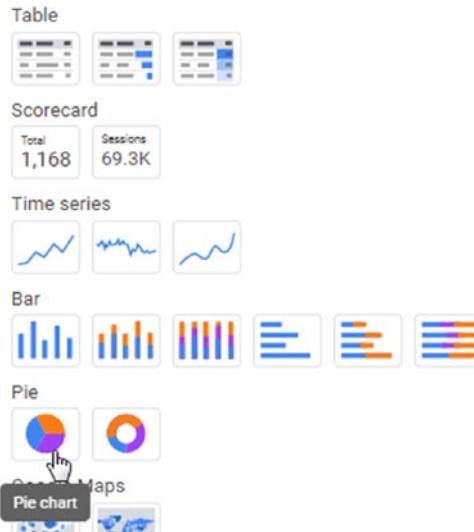 Table
Scorecard
Total
1,168
Sessions
69.3K
Time series
Bar
Pie
Maps
Pie chart